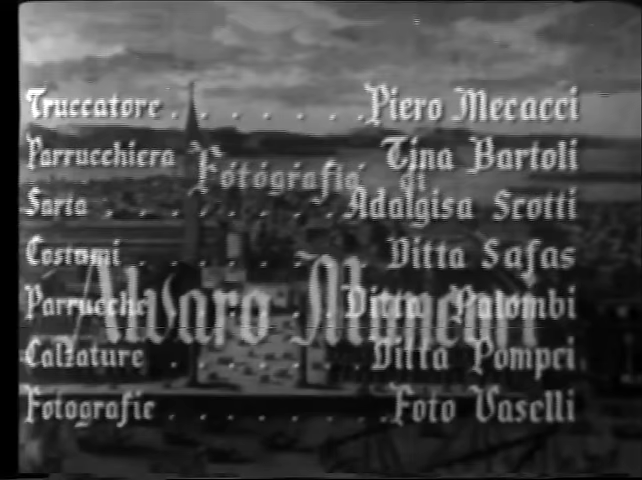 Truccatore . . . . . . . Piero Mecacci
Parrucchiera Tina Bartoli
Fotografia di
Sarta . . . . . . . . Adalgisa Scotti
Costumi . . . . . . Ditta Safas
Parrucche . . Ditta Palombi
Alvaro Mancori
Calzature . . . . . . . Ditta Pompei
Fotografie . . . . . . . . Foto Vaselli